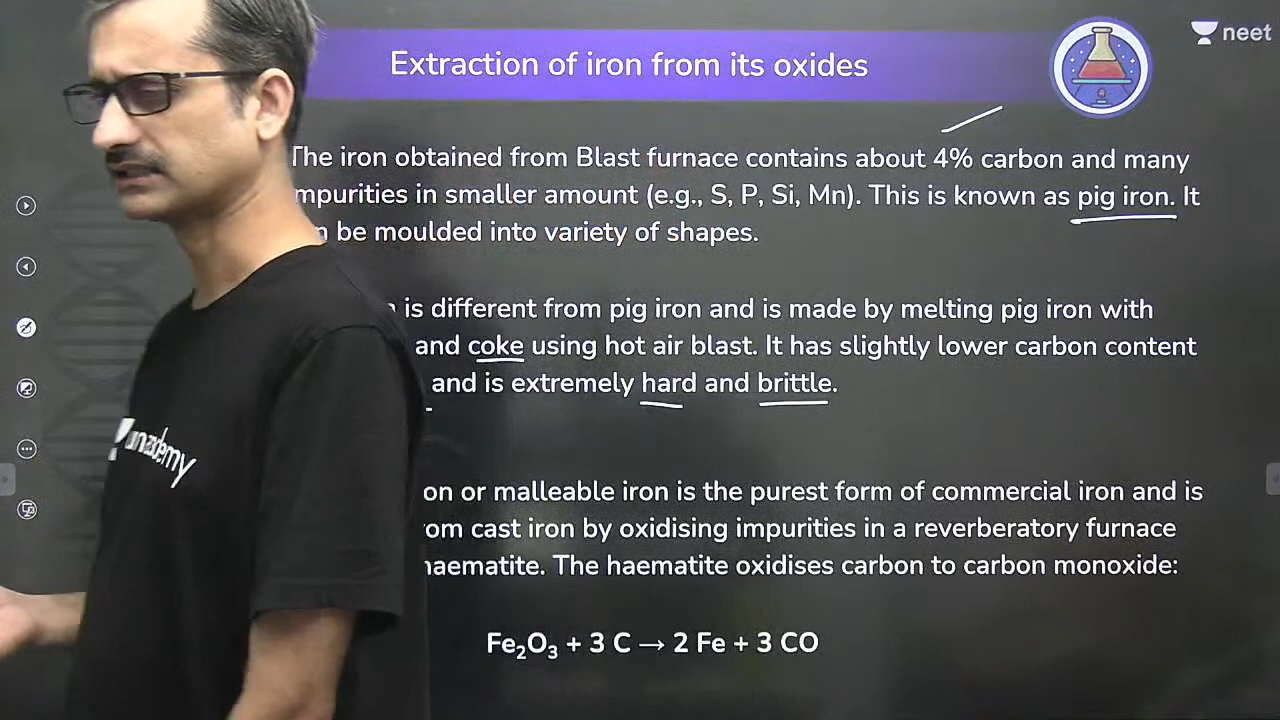 neet
Extraction of iron from its oxides
The iron obtained from Blast furnace contains about 4% carbon and many
mpurities in smaller amount (e.g., S, P, Si, Mn). This is known as pig iron. It
n be moulded into variety of shapes.
n is different from pig iron and is made by melting pig iron with
and coke using hot air blast. It has slightly lower carbon content
and is extremely hard and brittle.
on or malleable iron is the purest form of commercial iron and is
rom cast iron by oxidising impurities in a reverberatory furnace
haematite. The haematite oxidises carbon to carbon monoxide:
Fe₂O₃ + 3 C → 2 Fe + 3 CO
unacademy